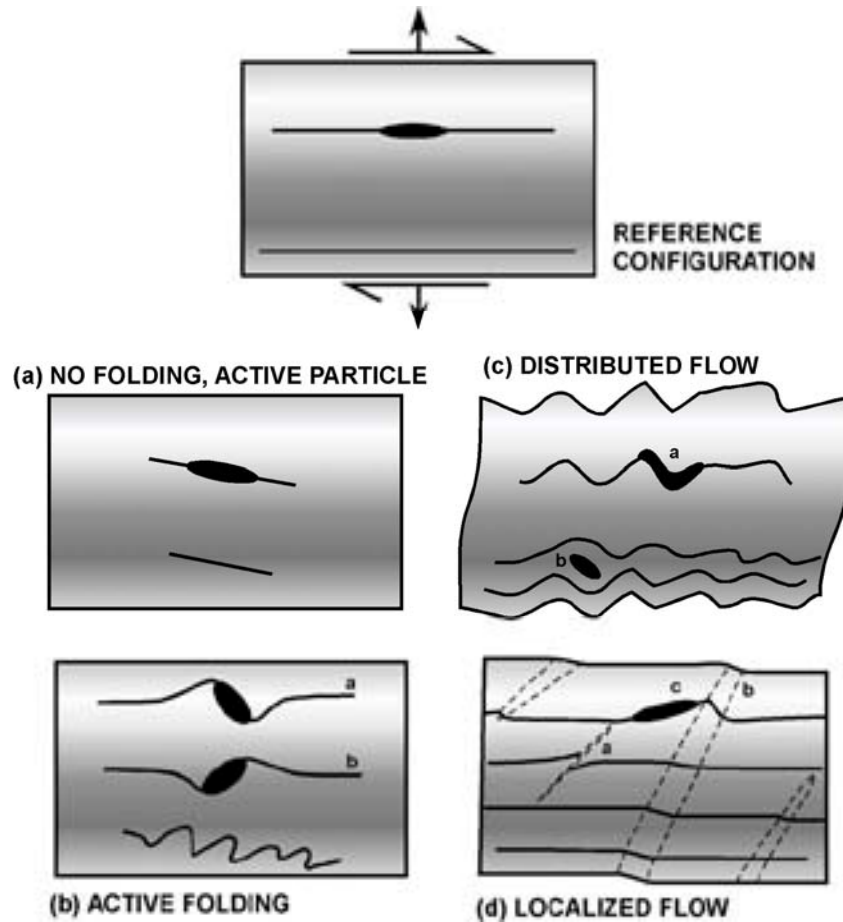 REFERENCE
CONFIGURATION
(a) NO FOLDING, ACTIVE PARTICLE
(c) DISTRIBUTED FLOW
a
b
a
b
c
b
a
(b) ACTIVE FOLDING
(d) LOCALIZED FLOW